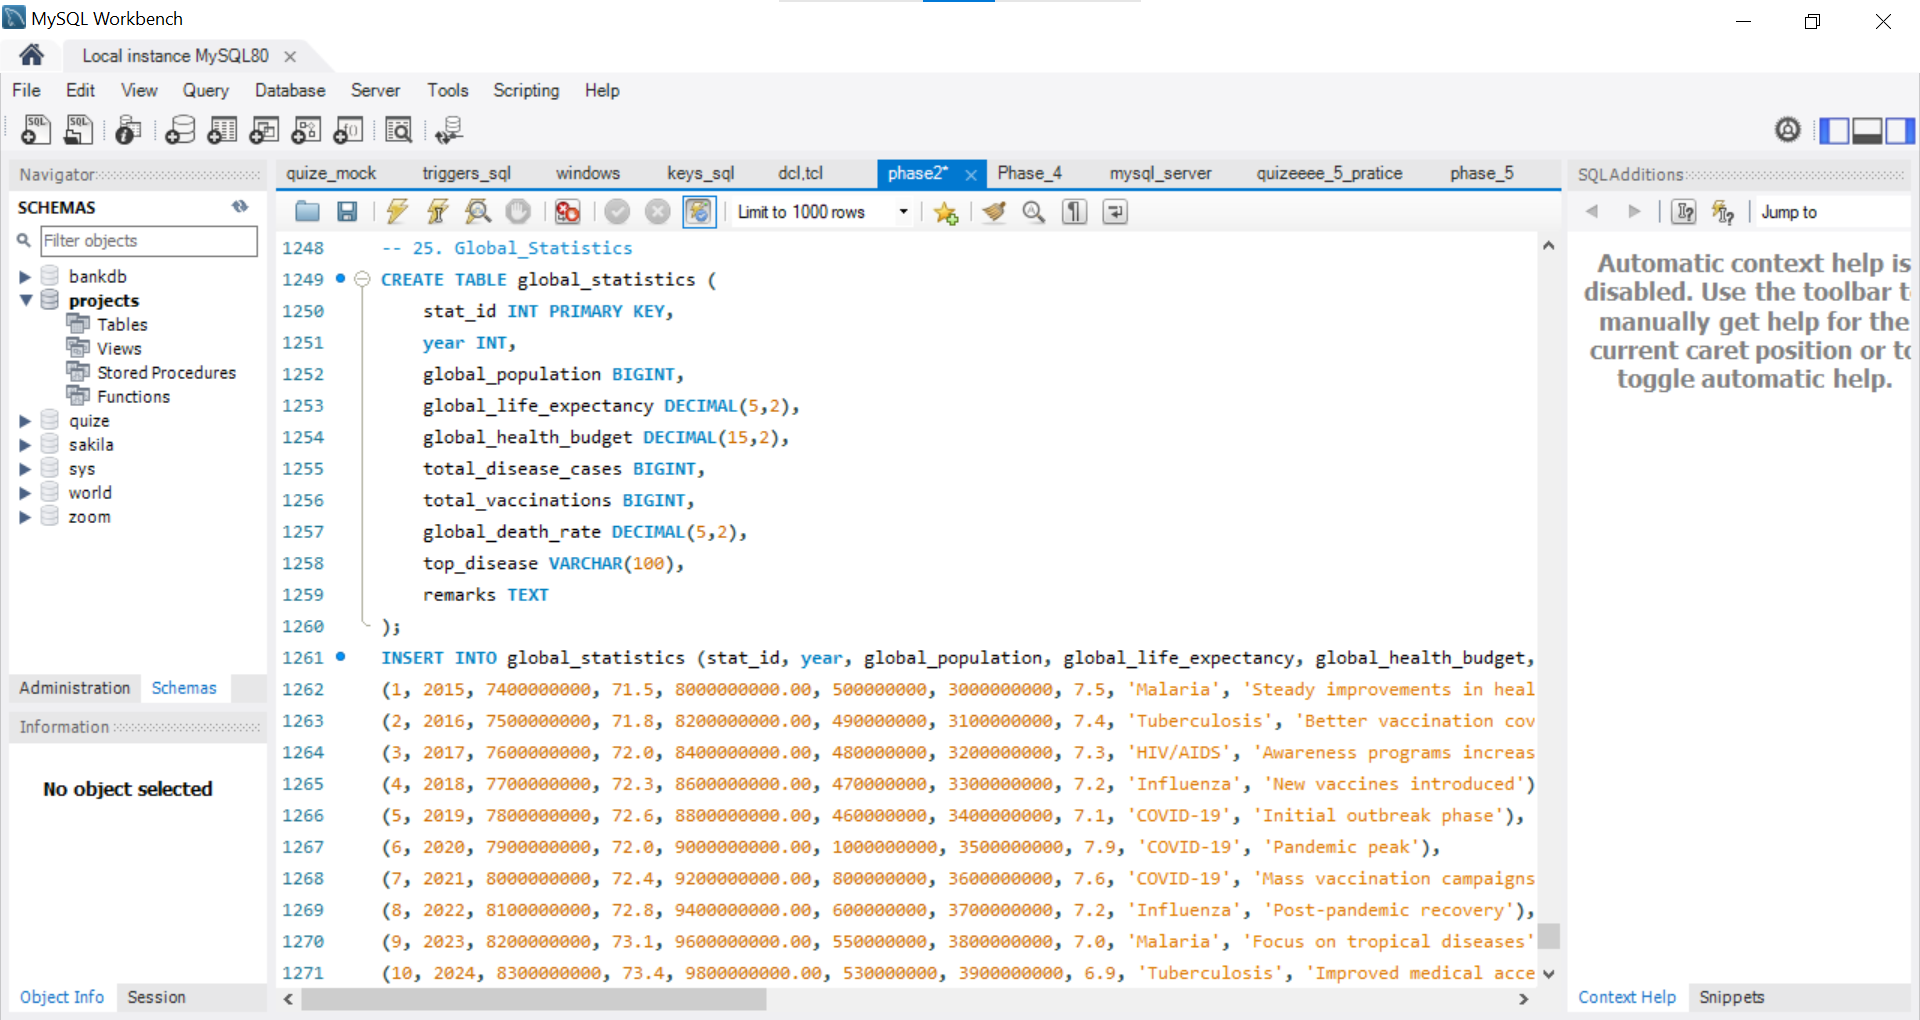 MySQL Workbench
Local instance MySQL80
File Edit View Query Database Server Tools Scripting Help
Navigator
SCHEMAS
Filter objects
bankdb
projects
Tables
Views
Stored Procedures
Functions
quize
sakila
sys
world
zoom
Administration Schemas
Information
No object selected
Object Info Session
quize_mock triggers_sql windows keys_sql dcl,tcl phase2* Phase_4 mysql_server quizeeee_5_pratice phase_5
Limit to 1000 rows
1248 -- 25. Global_Statistics
1249 CREATE TABLE global_statistics (
1250 stat_id INT PRIMARY KEY,
1251 year INT,
1252 global_population BIGINT,
1253 global_life_expectancy DECIMAL(5,2),
1254 global_health_budget DECIMAL(15,2),
1255 total_disease_cases BIGINT,
1256 total_vaccinations BIGINT,
1257 global_death_rate DECIMAL(5,2),
1258 top_disease VARCHAR(100),
1259 remarks TEXT
1260 );
1261 INSERT INTO global_statistics (stat_id, year, global_population, global_life_expectancy, global_health_budget,
1262 (1, 2015, 7400000000, 71.5, 8000000000.00, 500000000, 3000000000, 7.5, 'Malaria', 'Steady improvements in heal
1263 (2, 2016, 7500000000, 71.8, 8200000000.00, 490000000, 3100000000, 7.4, 'Tuberculosis', 'Better vaccination cov
1264 (3, 2017, 7600000000, 72.0, 8400000000.00, 480000000, 3200000000, 7.3, 'HIV/AIDS', 'Awareness programs increas
1265 (4, 2018, 7700000000, 72.3, 8600000000.00, 470000000, 3300000000, 7.2, 'Influenza', 'New vaccines introduced')
1266 (5, 2019, 7800000000, 72.6, 8800000000.00, 460000000, 3400000000, 7.1, 'COVID-19', 'Initial outbreak phase'),
1267 (6, 2020, 7900000000, 72.0, 9000000000.00, 1000000000, 3500000000, 7.9, 'COVID-19', 'Pandemic peak'),
1268 (7, 2021, 8000000000, 72.4, 9200000000.00, 800000000, 3600000000, 7.6, 'COVID-19', 'Mass vaccination campaigns
1269 (8, 2022, 8100000000, 72.8, 9400000000.00, 600000000, 3700000000, 7.2, 'Influenza', 'Post-pandemic recovery'),
1270 (9, 2023, 8200000000, 73.1, 9600000000.00, 550000000, 3800000000, 7.0, 'Malaria', 'Focus on tropical diseases'
1271 (10, 2024, 8300000000, 73.4, 9800000000.00, 530000000, 3900000000, 6.9, 'Tuberculosis', 'Improved medical acce
SQLAdditions
Jump to
Automatic context help is
disabled. Use the toolbar t
manually get help for the
current caret position or to
toggle automatic help.
Context Help Snippets